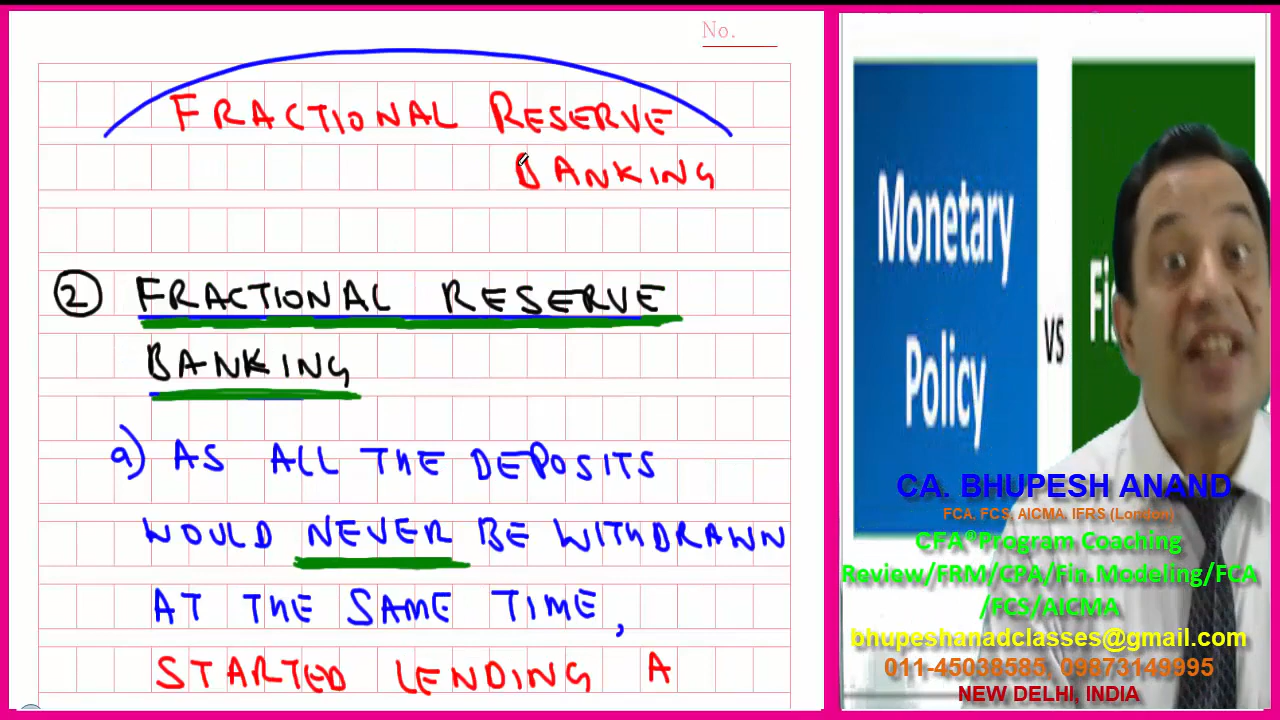 No.
FRACTIONAL RESERVE
BANKING
2 FRACTIONAL RESERVE
BANKING
a) AS ALL THE DEPOSITS
WOULD NEVER BE WITHDRAWN
AT THE SAME TIME,
STARTED LENDING A
Monetary
Policy
vs
Fi
CA. BHUPESH ANAND
FCA, FCS, AICMA, IFRS (London)
CFA®Program Coaching
Review/FRM/CPA/Fin.Modeling/FCA
/FCS/AICMA
bhupeshanadclasses@gmail.com
011-45038585, 09873149995
NEW DELHI, INDIA